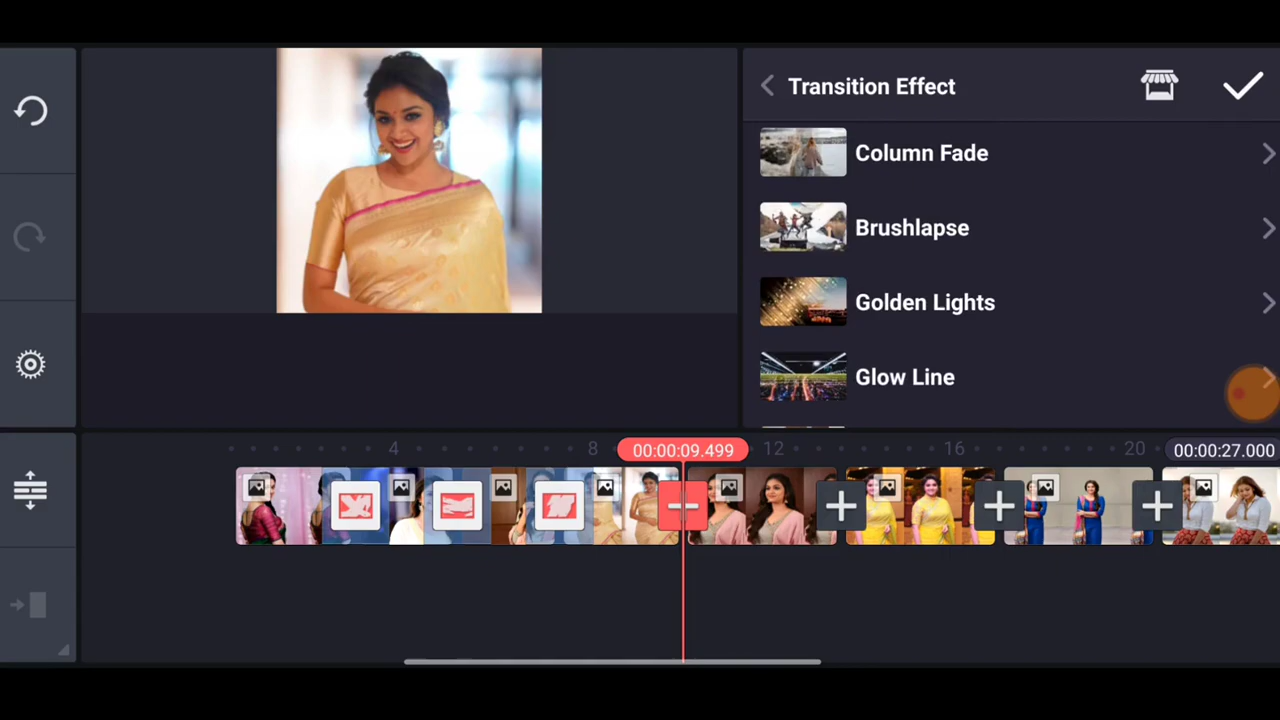 Transition Effect
Column Fade
Brushlapse
Golden Lights
Glow Line
4
8
00:00:09.499
12
16
20
00:00:27.000